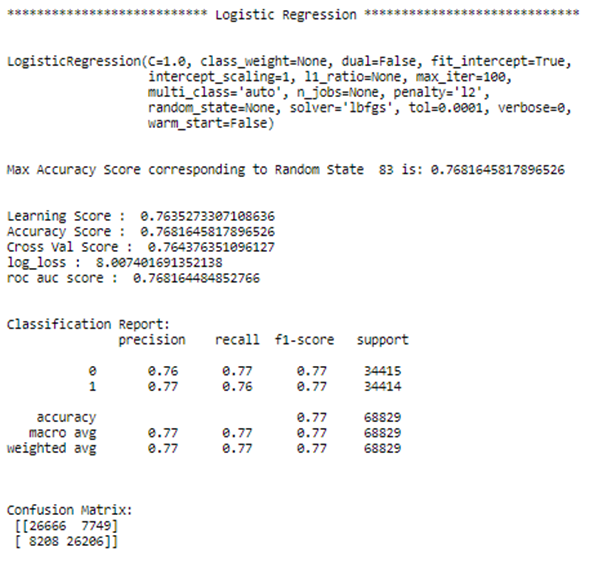 *************************** Logistic Regression *****************************
LogisticRegression(C=1.0, class_weight=None, dual=False, fit_intercept=True,
intercept_scaling=1, l1_ratio=None, max_iter=100,
multi_class='auto', n_jobs=None, penalty='l2',
random_state=None, solver='lbfgs', tol=0.0001, verbose=0,
warm_start=False)
Max Accuracy Score corresponding to Random State  83 is: 0.7681645817896526
Learning Score :  0.7635273307108636
Accuracy Score :  0.7681645817896526
Cross Val Score :  0.764376351096127
log_loss :  8.007401691352138
roc auc score :  0.768164484852766
Classification Report:
precision    recall  f1-score   support
0       0.76      0.77      0.77     34415
1       0.77      0.76      0.77     34414
accuracy                           0.77     68829
macro avg       0.77      0.77      0.77     68829
weighted avg       0.77      0.77      0.77     68829
Confusion Matrix:
[[26666  7749]
[ 8208 26206]]